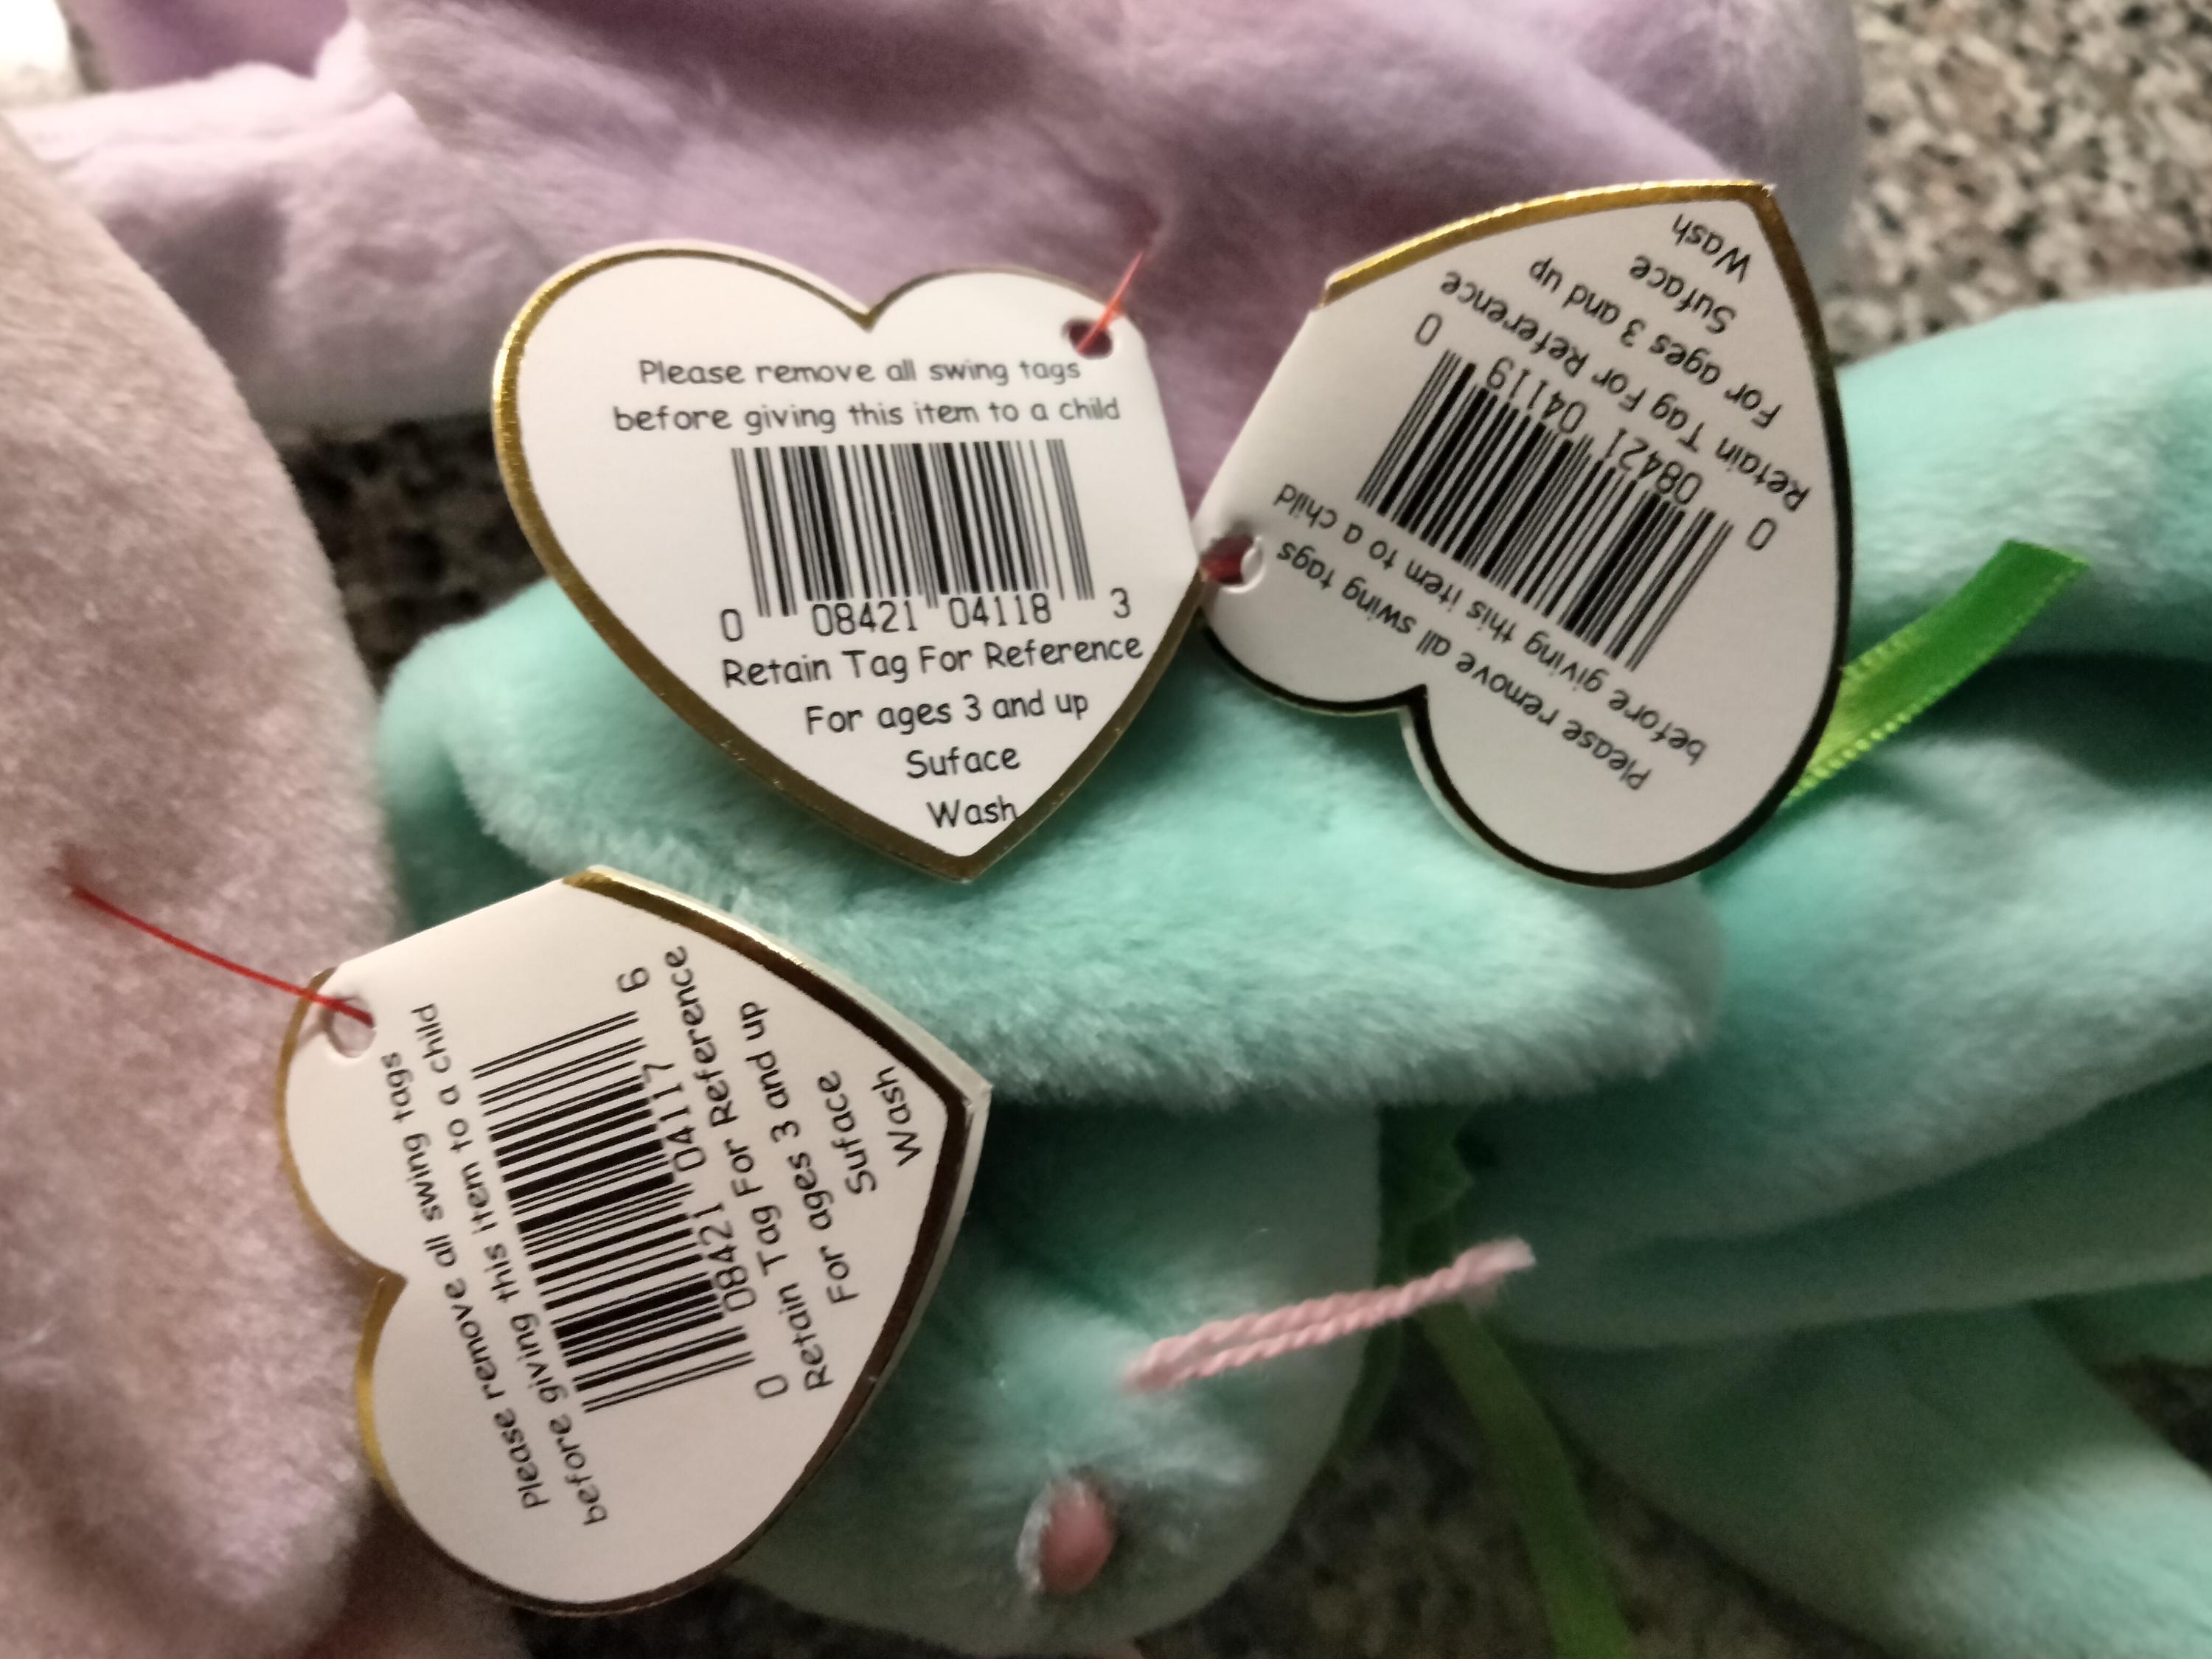 Please remove all swing tags
before giving this item to a child
0 08421 04118 3
Retain Tag For Reference
For ages 3 and up
Suface
Wash
Please remove all swing tags
before giving this item to a child
0 08421 04119 0
Retain Tag For Reference
For ages 3 and up
Suface
Wash
Please remove all swing tags
before giving this item to a child
0 08421 04117 6
Retain Tag For Reference
For ages 3 and up
Suface
Wash